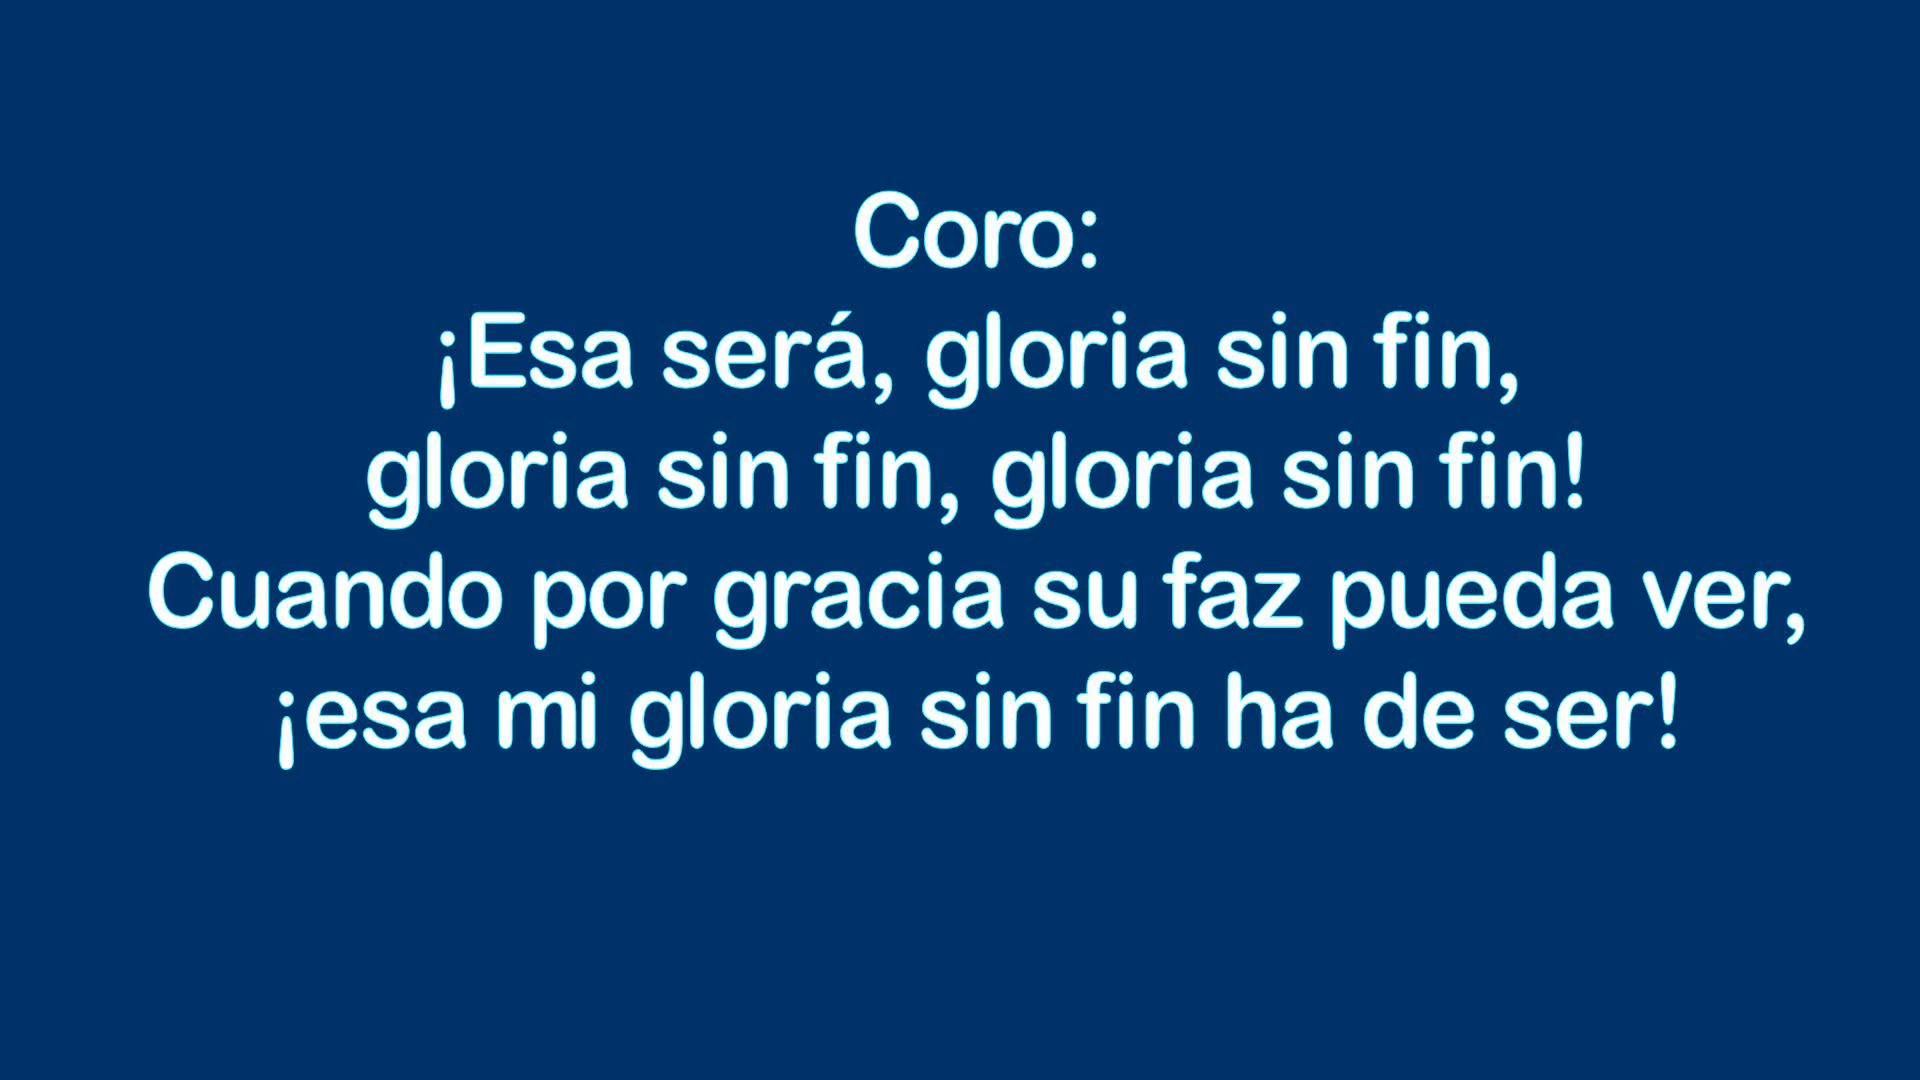 Coro:
¡Esa será, gloria sin fin,
gloria sin fin, gloria sin fin!
Cuando por gracia su faz pueda ver,
¡esa mi gloria sin fin ha de ser!